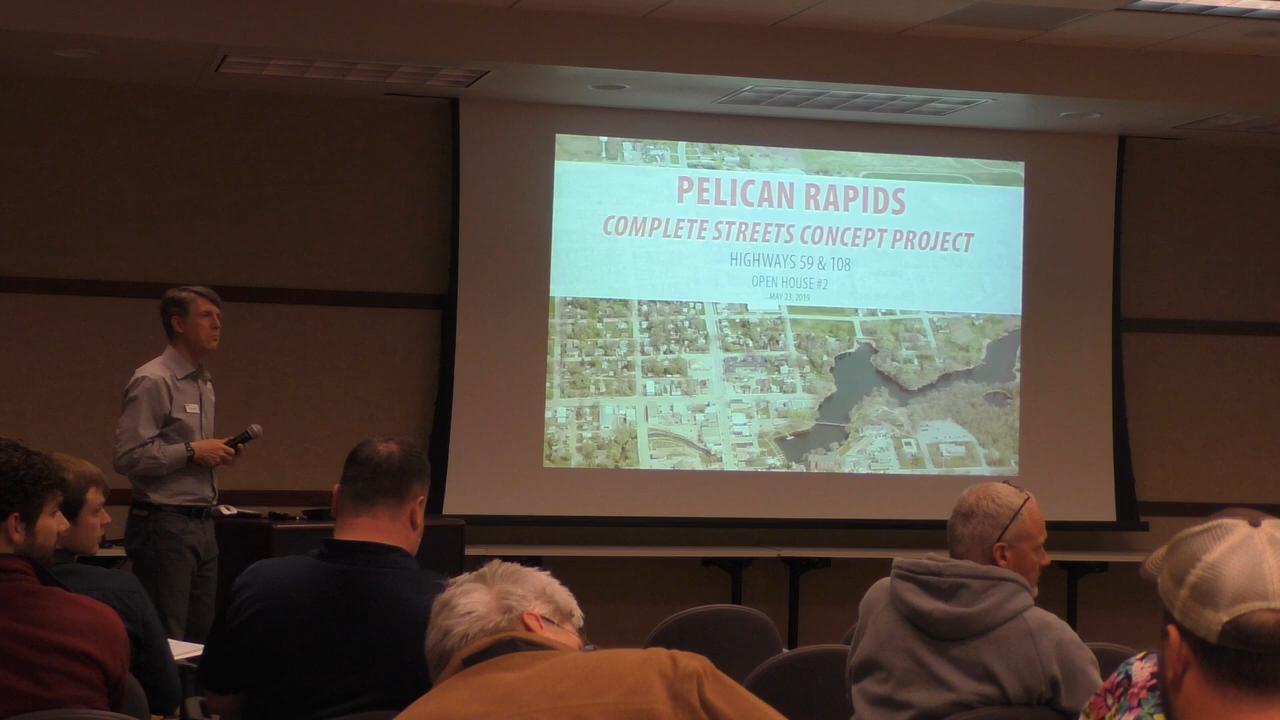 PELICAN RAPIDS
COMPLETE STREETS CONCEPT PROJECT
HIGHWAYS 59 & 108
OPEN HOUSE #2
MAY 23, 2019